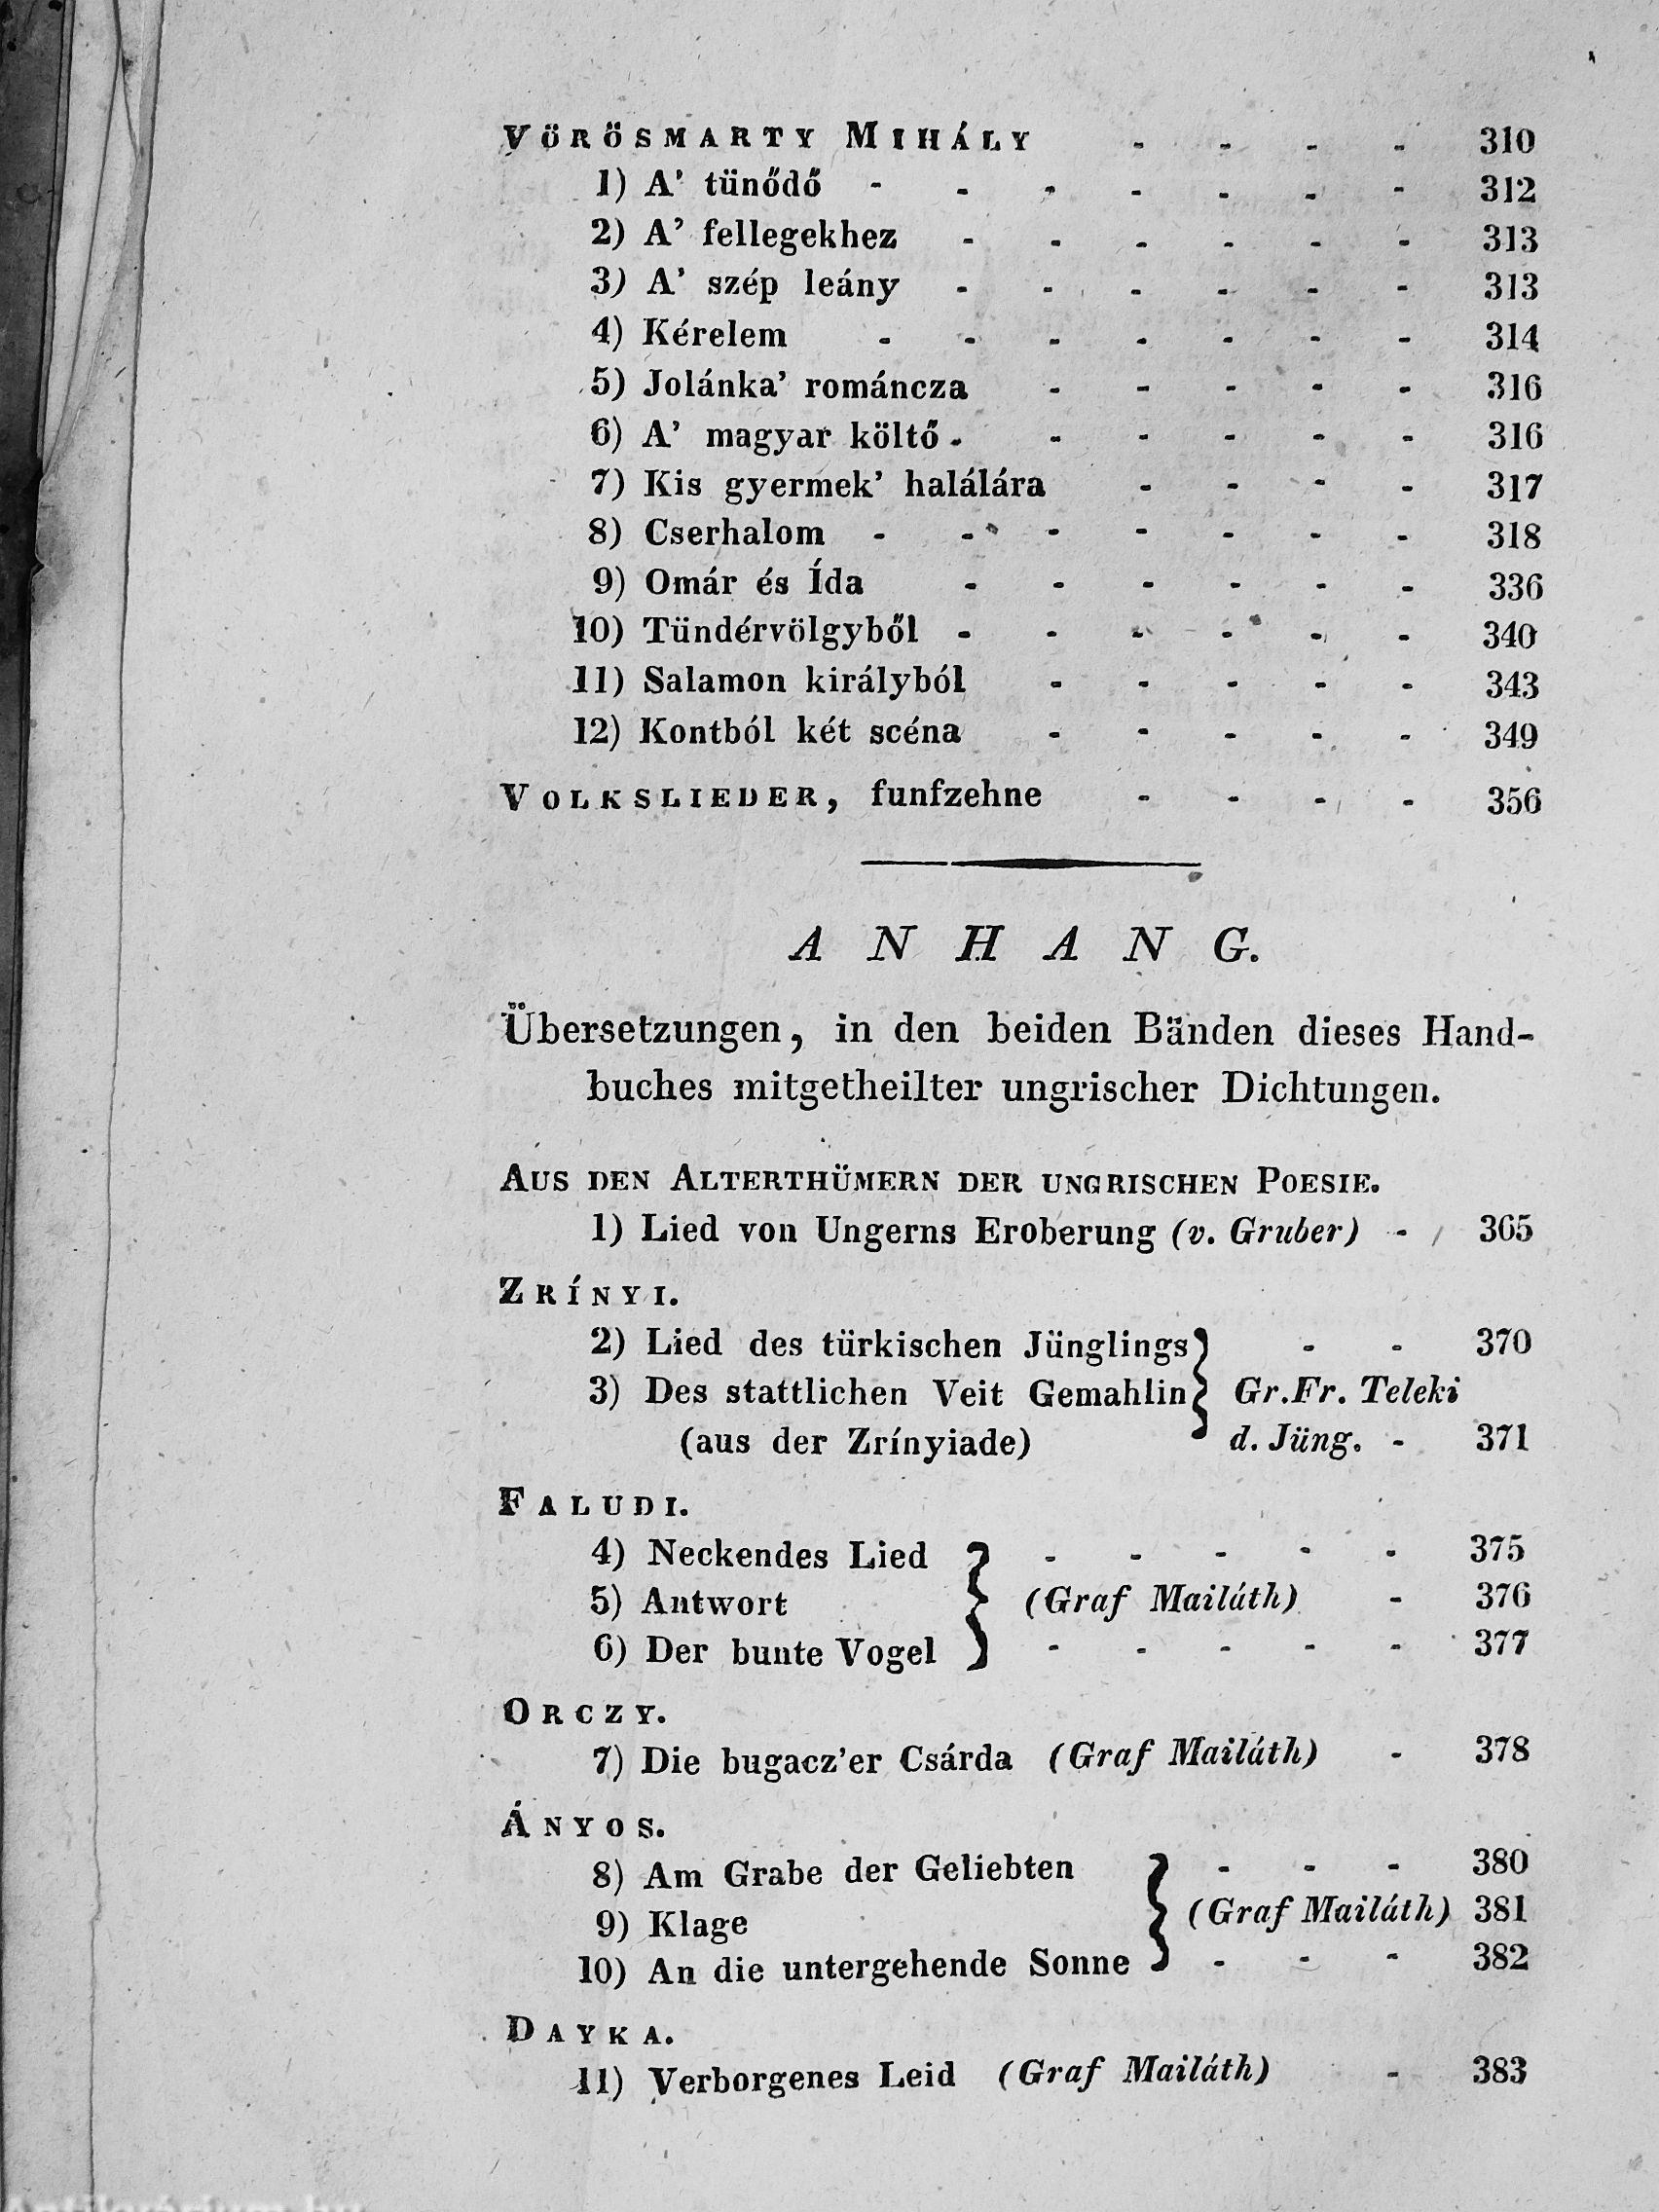 VÖRÖSMARTY MIHÁLY - - - - 310
1) A' tünődő - - - - - - - 312
2) A' fellegekhez - - - - - - 313
3) A' szép leány - - - - - - 313
4) Kérelem - - - - - - - 314
5) Jolánka' románcza - - - - - 316
6) A' magyar költő - - - - - - 316
7) Kis gyermek' halálára - - - - 317
8) Cserhalom - - - - - - - 318
9) Omár és Ída - - - - - - 336
10) Tündérvölgyből - - - - - - 340
11) Salamon királyból - - - - - 343
12) Kontból két scéna - - - - - 349
VOLKSLIEDER, funfzehne - - - - 356
ANHANG.
Übersetzungen, in den beiden Bänden dieses Hand-
buches mitgetheilter ungrischer Dichtungen.
AUS DEN ALTERTHÜMERN DER UNGRISCHEN POESIE.
1) Lied von Ungerns Eroberung (v. Gruber) - 365
ZRÍNYI.
2) Lied des türkischen Jünglings - - 370
3) Des stattlichen Veit Gemahlin Gr. Fr. Teleki
(aus der Zrínyiade) d. Jüng. - 371
FALUDI.
4) Neckendes Lied - - - - - 375
5) Antwort (Graf Mailáth) - 376
6) Der bunte Vogel - - - - - 377
ORCZY.
7) Die bugacz'er Csárda (Graf Mailáth) - 378
ÁNYOS.
8) Am Grabe der Geliebten - - - 380
9) Klage (Graf Mailáth) 381
10) An die untergehende Sonne - - - 382
DAYKA.
11) Verborgenes Leid (Graf Mailáth) - 383